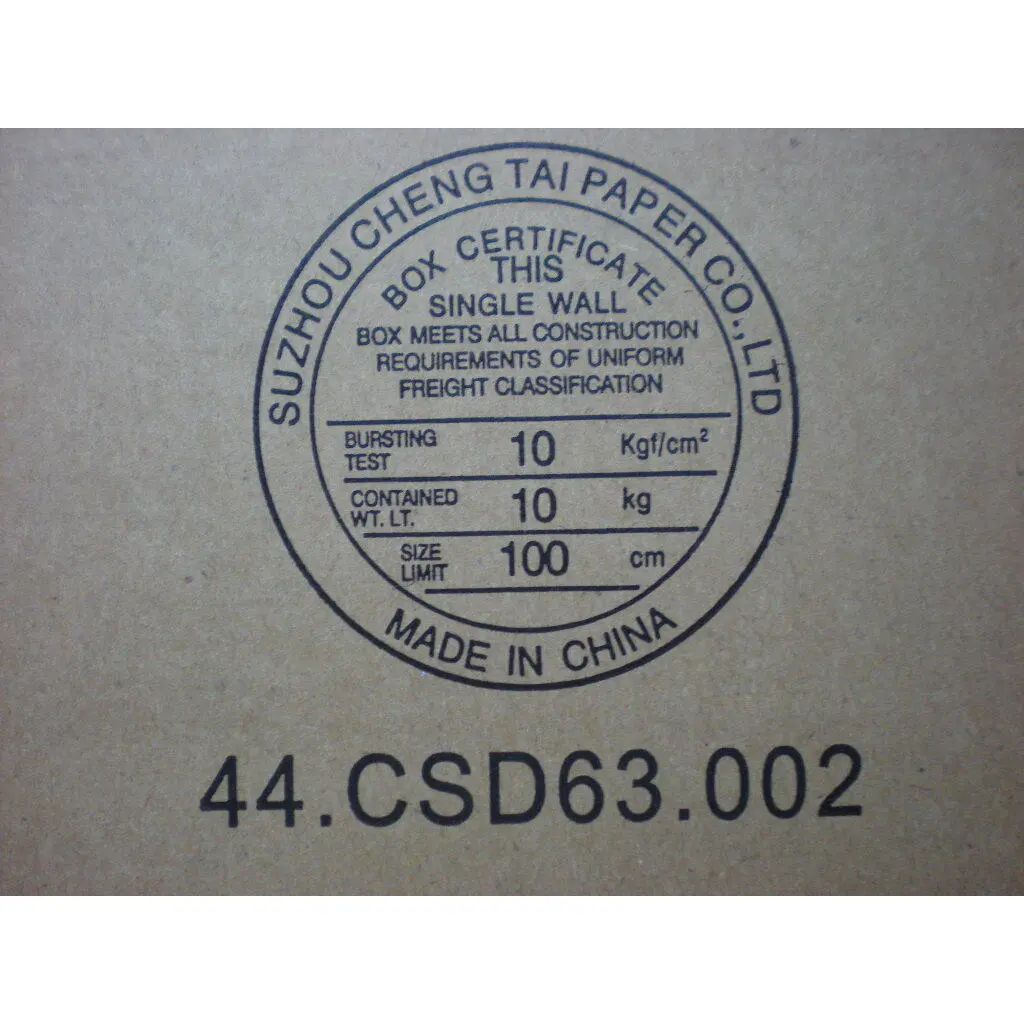 SUZHOU CHENG TAI PAPER CO.,LTD
BOX CERTIFICATE
THIS
SINGLE WALL
BOX MEETS ALL CONSTRUCTION
REQUIREMENTS OF UNIFORM
FREIGHT CLASSIFICATION
BURSTING TEST 10 Kgf/cm²
CONTAINED WT. LT. 10 kg
SIZE LIMIT 100 cm
MADE IN CHINA
44.CSD63.002